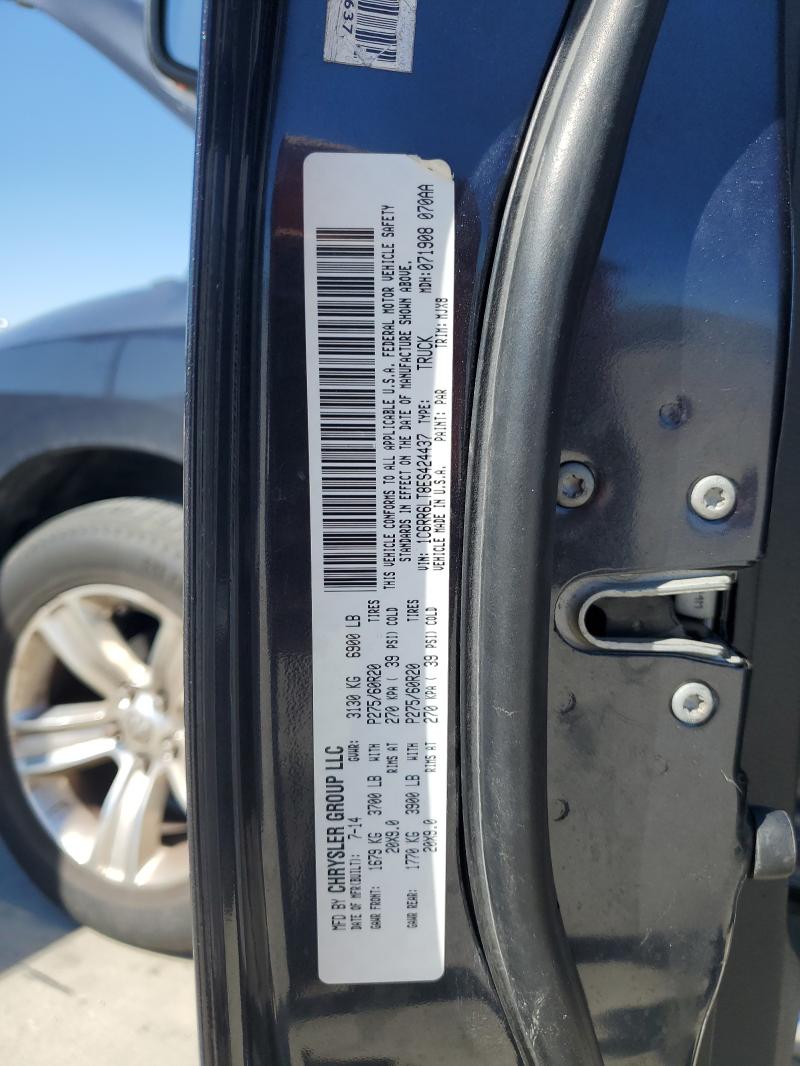 637
MFD BY CHRYSLER GROUP LLC
DATE OF MFR(BUILT): 7-14 GVWR: 3130 KG 6900 LB
GAWR FRONT: 1679 KG 3700 LB WITH P275/60R20 TIRES
20X9.0 RIMS AT 270 KPA ( 39 PSI) COLD
GAWR REAR: 1770 KG 3900 LB WITH P275/60R20 TIRES
20X9.0 RIMS AT 270 KPA ( 39 PSI) COLD
THIS VEHICLE CONFORMS TO ALL APPLICABLE U.S.A. FEDERAL MOTOR VEHICLE SAFETY
STANDARDS IN EFFECT ON THE DATE OF MANUFACTURE SHOWN ABOVE.
VIN: 1C6RR6LT8ES424437 TYPE: TRUCK MDH:071908 070AA
VEHICLE MADE IN U.S.A. PAINT: PAR TRIM: MJX8